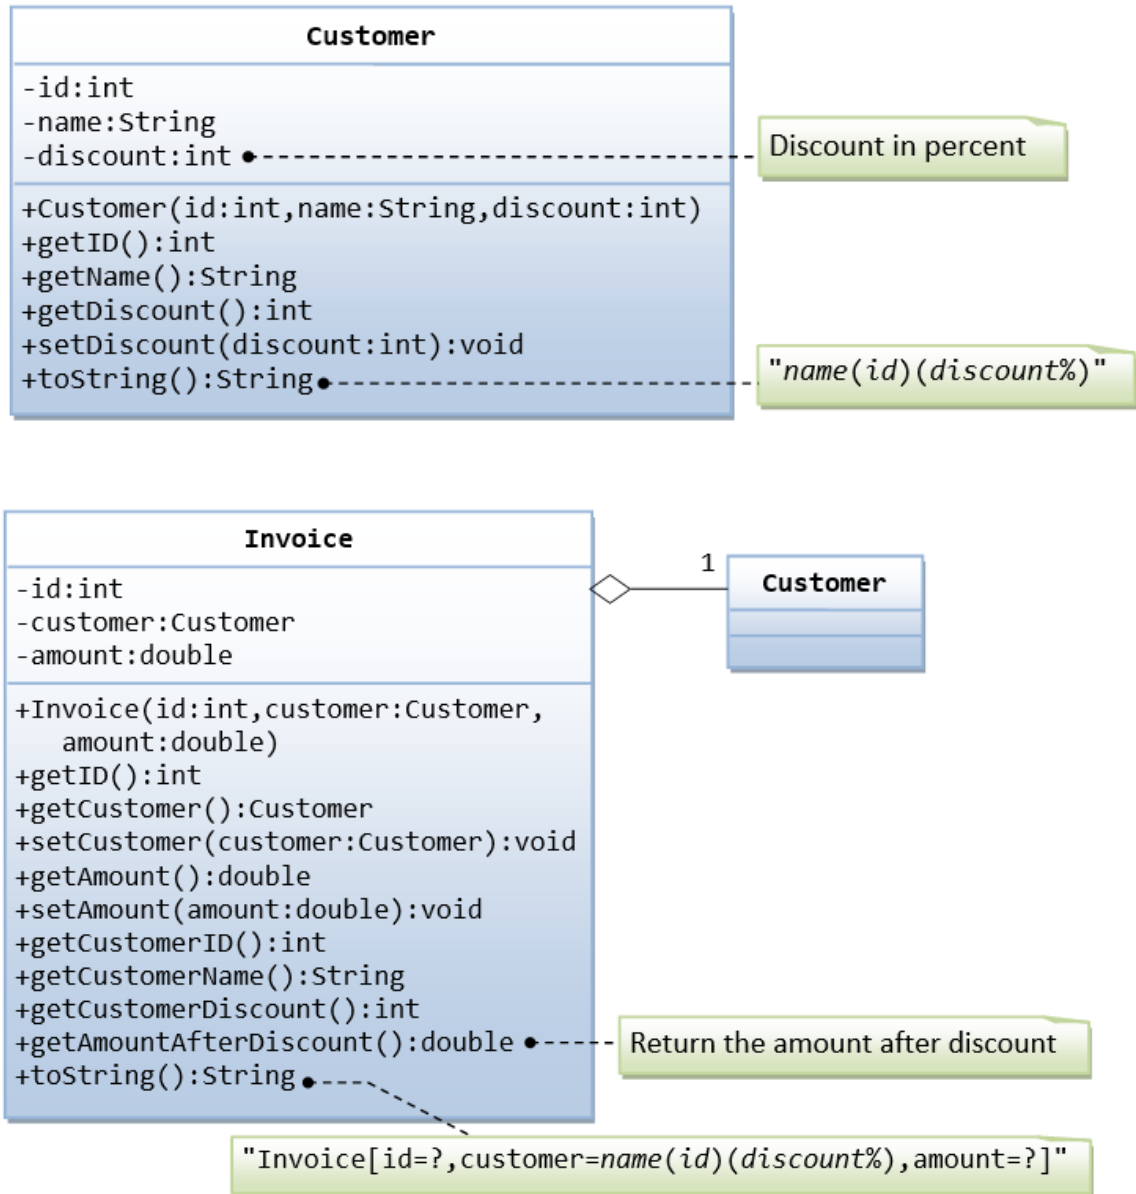 Customer
-id:int
-name:String
-discount:int
Discount in percent
+Customer(id:int,name:String,discount:int)
+getID():int
+getName():String
+getDiscount():int
+setDiscount(discount:int):void
+toString():String
"name(id)(discount%)"
Invoice
-id:int
-customer:Customer
-amount:double
1
Customer
+Invoice(id:int,customer:Customer,
amount:double)
+getID():int
+getCustomer():Customer
+setCustomer(customer:Customer):void
+getAmount():double
+setAmount(amount:double):void
+getCustomerID():int
+getCustomerName():String
+getCustomerDiscount():int
+getAmountAfterDiscount():double
Return the amount after discount
+toString():String
"Invoice[id=?,customer=name(id)(discount%),amount=?]"